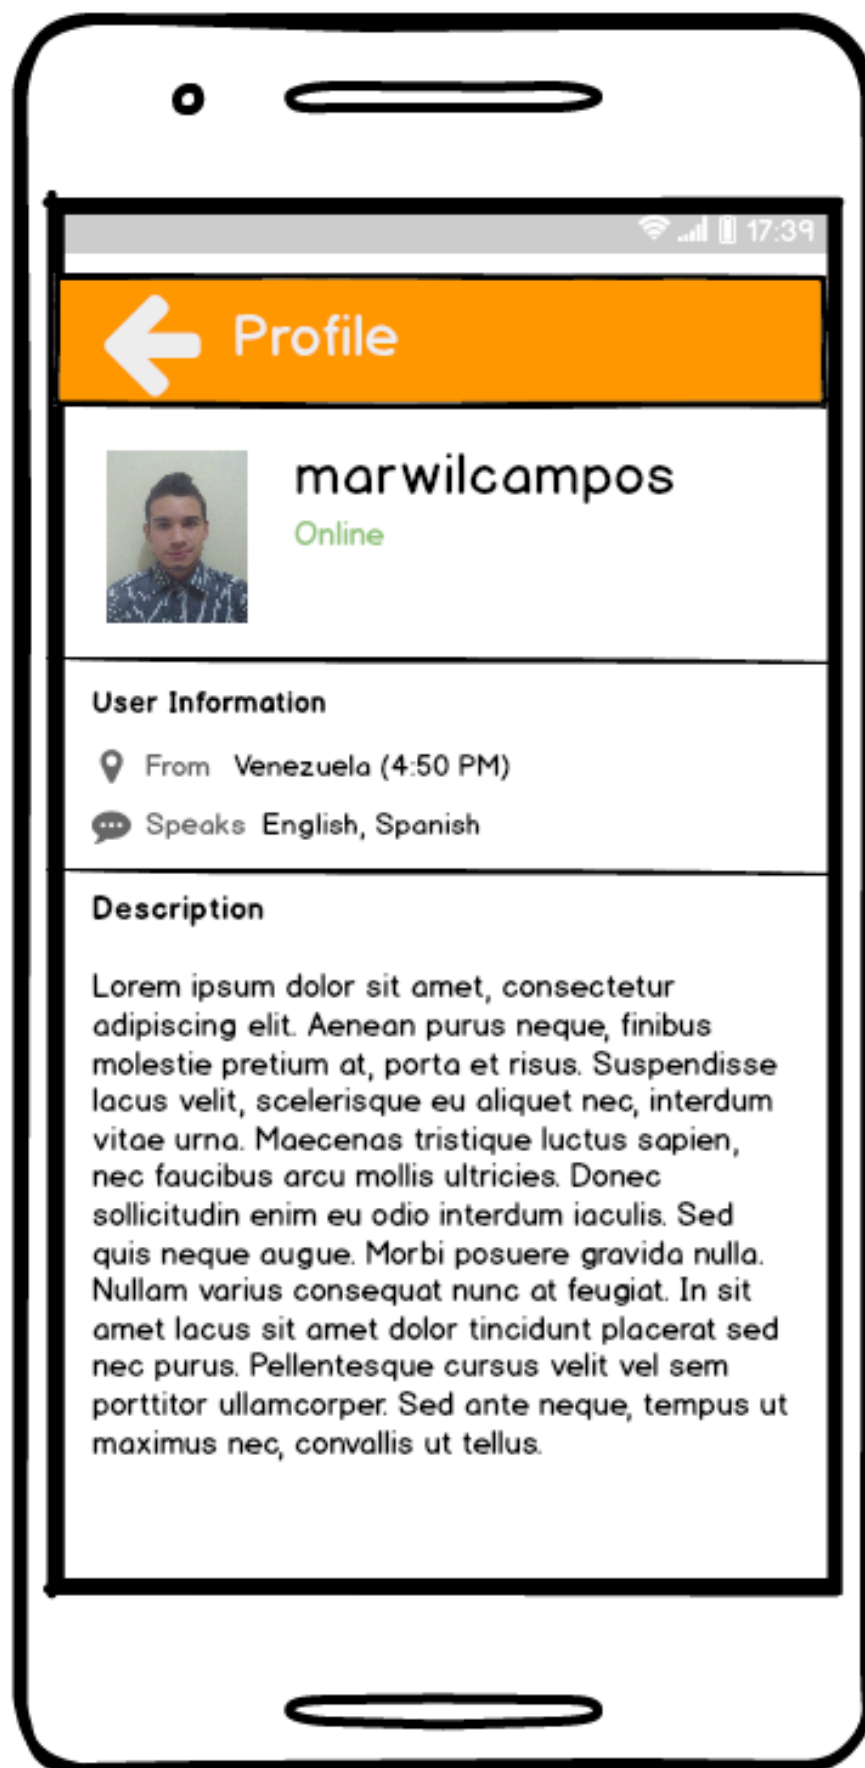 17:39
Profile
marwilcampos
Online
User Information
From Venezuela (4:50 PM)
Speaks English, Spanish
Description
Lorem ipsum dolor sit amet, consectetur
adipiscing elit. Aenean purus neque, finibus
molestie pretium at, porta et risus. Suspendisse
lacus velit, scelerisque eu aliquet nec, interdum
vitae urna. Maecenas tristique luctus sapien,
nec faucibus arcu mollis ultricies. Donec
sollicitudin enim eu odio interdum iaculis. Sed
quis neque augue. Morbi posuere gravida nulla.
Nullam varius consequat nunc at feugiat. In sit
amet lacus sit amet dolor tincidunt placerat sed
nec purus. Pellentesque cursus velit vel sem
porttitor ullamcorper. Sed ante neque, tempus ut
maximus nec, convallis ut tellus.